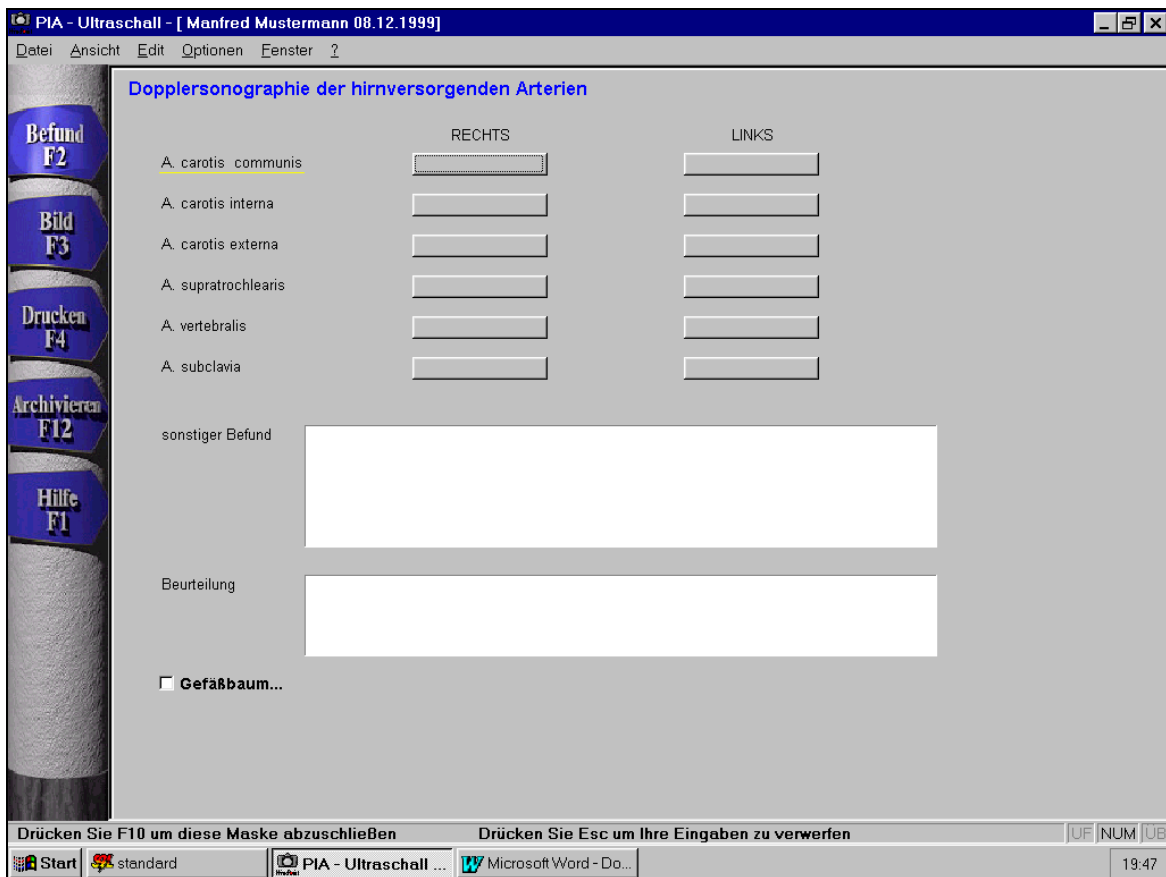 PIA - Ultraschall - [ Manfred Mustermann 08.12.1999]
Datei Ansicht Edit Optionen Fenster ?
Dopplersonographie der hirnversorgenden Arterien
RECHTS LINKS
A. carotis communis
A. carotis interna
A. carotis externa
A. supratrochlearis
A. vertebralis
A. subclavia
sonstiger Befund
Beurteilung
Gefäßbaum...
Befund
F2
Bild
F3
Drucken
F4
Archivieren
F12
Hilfe
F1
Drücken Sie F10 um diese Maske abzuschließen Drücken Sie Esc um Ihre Eingaben zu verwerfen UF NUM ÜB
Start standard PIA - Ultraschall ... Microsoft Word - Do... 19:47